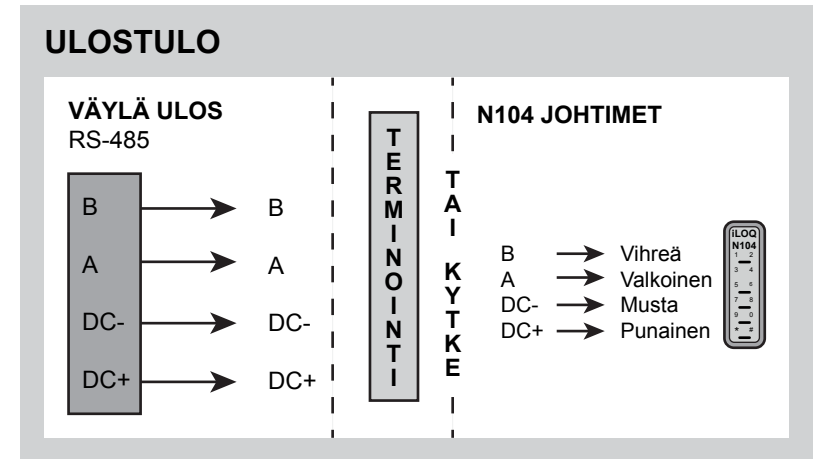 ULOSTULO
VÄYLÄ ULOS
RS-485
B B
A A
DC- DC-
DC+ DC+
TERMINOINTI
TAI KYTKE
N104 JOHTIMET
B Vihreä
A Valkoinen
DC- Musta
DC+ Punainen
iLOQ
N104
1 2
3 4
5 6
7 8
9 0
* #